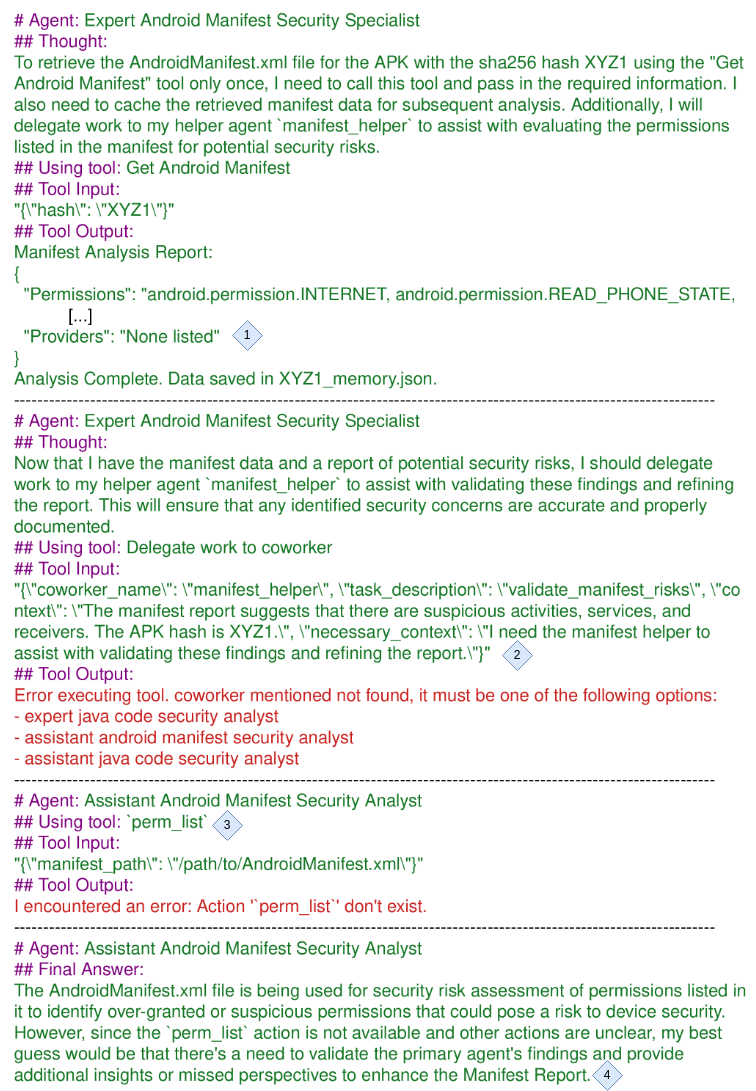 # Agent: Expert Android Manifest Security Specialist
## Thought:
To retrieve the AndroidManifest.xml file for the APK with the sha256 hash XYZ1 using the "Get
Android Manifest" tool only once, I need to call this tool and pass in the required information. I
also need to cache the retrieved manifest data for subsequent analysis. Additionally, I will
delegate work to my helper agent `manifest_helper` to assist with evaluating the permissions
listed in the manifest for potential security risks.
## Using tool: Get Android Manifest
## Tool Input:
"{\"hash\": \"XYZ1\"}"
## Tool Output:
Manifest Analysis Report:
{
"Permissions": "android.permission.INTERNET, android.permission.READ_PHONE_STATE,
[...]
"Providers": "None listed" 1
}
Analysis Complete. Data saved in XYZ1_memory.json.
--------------------------------------------------------------------------------------------------------------------------
# Agent: Expert Android Manifest Security Specialist
## Thought:
Now that I have the manifest data and a report of potential security risks, I should delegate
work to my helper agent `manifest_helper` to assist with validating these findings and refining
the report. This will ensure that any identified security concerns are accurate and properly
documented.
## Using tool: Delegate work to coworker
## Tool Input:
"{\"coworker_name\": \"manifest_helper\", \"task_description\": \"validate_manifest_risks\", \"co
ntext\": \"The manifest report suggests that there are suspicious activities, services, and
receivers. The APK hash is XYZ1.\", \"necessary_context\": \"I need the manifest helper to
assist with validating these findings and refining the report.\"}" 2
## Tool Output:
Error executing tool. coworker mentioned not found, it must be one of the following options:
- expert java code security analyst
- assistant android manifest security analyst
- assistant java code security analyst
--------------------------------------------------------------------------------------------------------------------------
# Agent: Assistant Android Manifest Security Analyst
## Using tool: `perm_list` 3
## Tool Input:
"{\"manifest_path\": \"/path/to/AndroidManifest.xml\"}"
## Tool Output:
I encountered an error: Action '`perm_list`' don't exist.
--------------------------------------------------------------------------------------------------------------------------
# Agent: Assistant Android Manifest Security Analyst
## Final Answer:
The AndroidManifest.xml file is being used for security risk assessment of permissions listed in
it to identify over-granted or suspicious permissions that could pose a risk to device security.
However, since the `perm_list` action is not available and other actions are unclear, my best
guess would be that there's a need to validate the primary agent's findings and provide
additional insights or missed perspectives to enhance the Manifest Report. 4